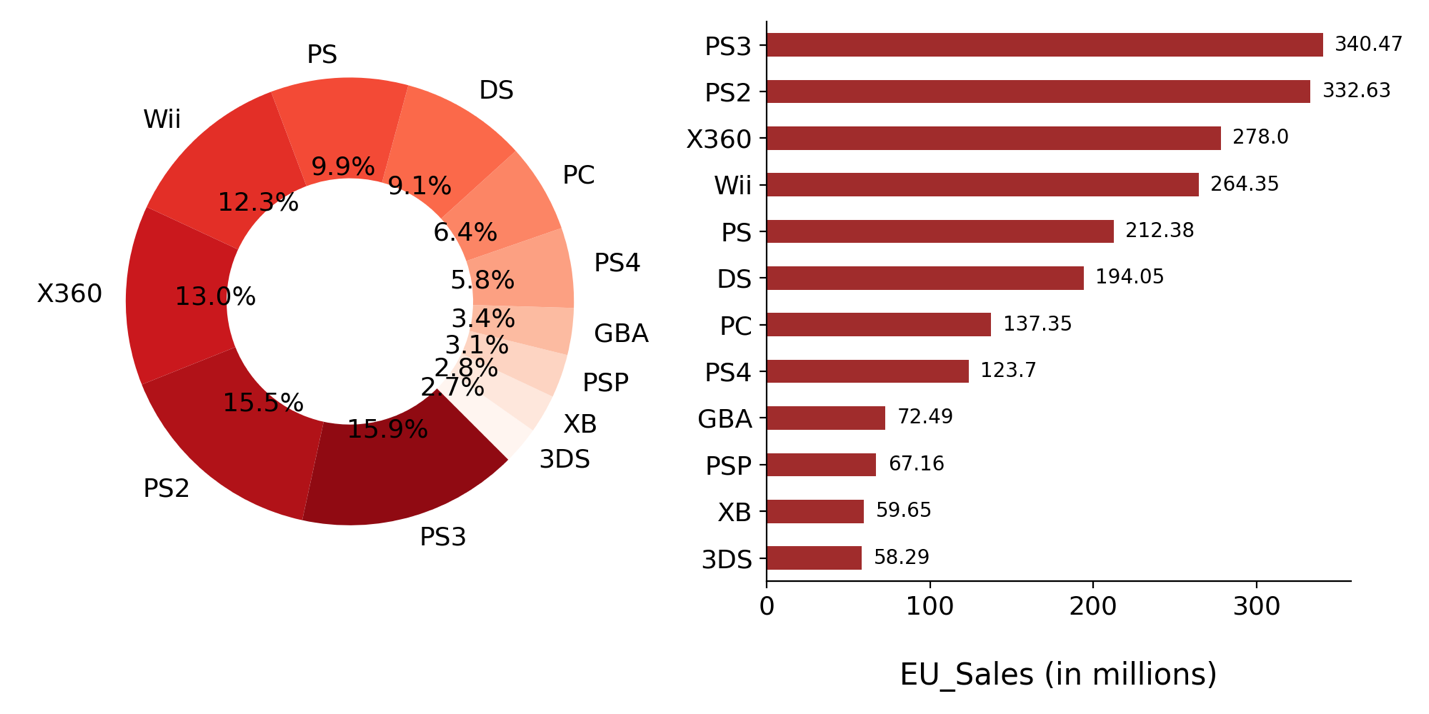 PS
DS
Wii
PC
9.9%
9.1%
12.3%
6.4%
PS4
5.8%
X360
13.0%
3.4%
GBA
3.1%
2.8%
PSP
2.7%
15.5%
XB
15.9%
3DS
PS2
PS3
PS3 340.47
PS2 332.63
X360 278.0
Wii 264.35
PS 212.38
DS 194.05
PC 137.35
PS4 123.7
GBA 72.49
PSP 67.16
XB 59.65
3DS 58.29
0 100 200 300
EU_Sales (in millions)